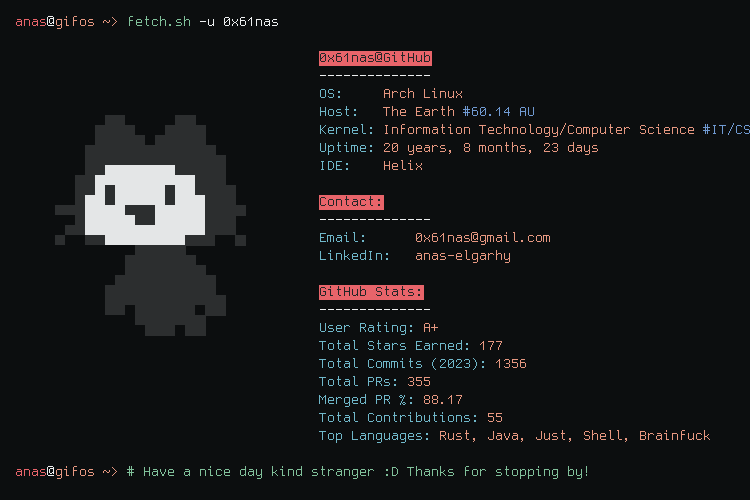 anas@gifos ~> fetch.sh -u 0x61nas
0x61nas@GitHub
--------------
OS: Arch Linux
Host: The Earth #60.14 AU
Kernel: Information Technology/Computer Science #IT/CS
Uptime: 20 years, 8 months, 23 days
IDE: Helix
Contact:
--------------
Email: 0x61nas@gmail.com
LinkedIn: anas-elgarhy
GitHub Stats:
--------------
User Rating: A+
Total Stars Earned: 177
Total Commits (2023): 1356
Total PRs: 355
Merged PR %: 88.17
Total Contributions: 55
Top Languages: Rust, Java, Just, Shell, Brainfuck
anas@gifos ~> # Have a nice day kind stranger :D Thanks for stopping by!